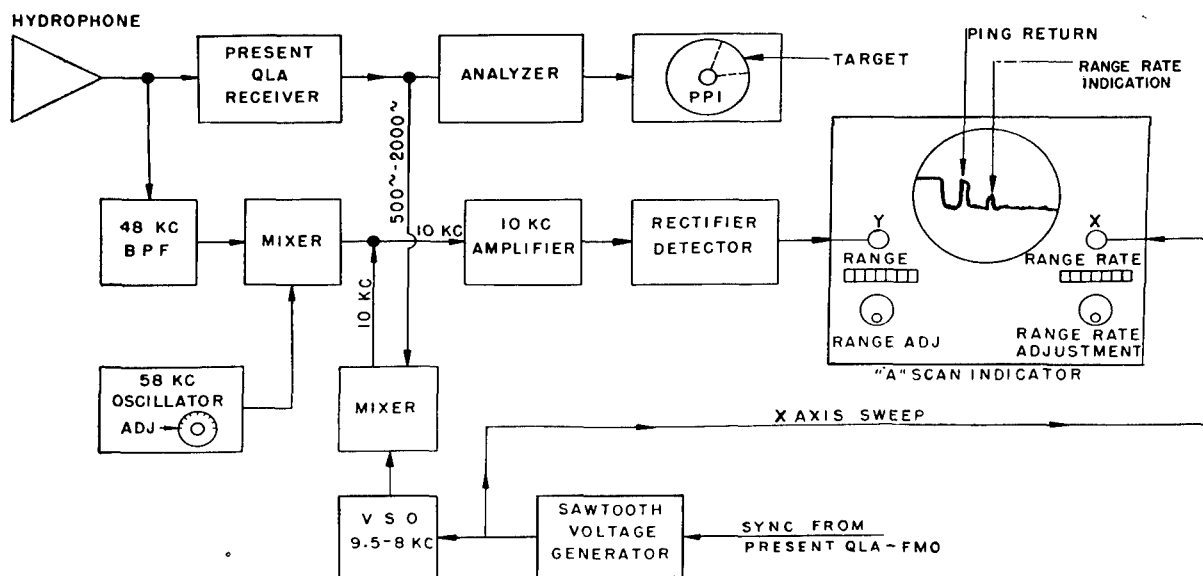 HYDROPHONE
PRESENT
QLA
RECEIVER
ANALYZER
PPI
TARGET
PING RETURN
RANGE RATE
INDICATION
500~-2000~
48 KC
BPF
MIXER
10 KC
10 KC
AMPLIFIER
RECTIFIER
DETECTOR
Y
RANGE
RANGE ADJ
X
RANGE RATE
RANGE RATE
ADJUSTMENT
"A" SCAN INDICATOR
10 KC
58 KC
OSCILLATOR
ADJ
MIXER
X AXIS SWEEP
VSO
9.5-8 KC
SAWTOOTH
VOLTAGE
GENERATOR
SYNC FROM
PRESENT QLA-FMO